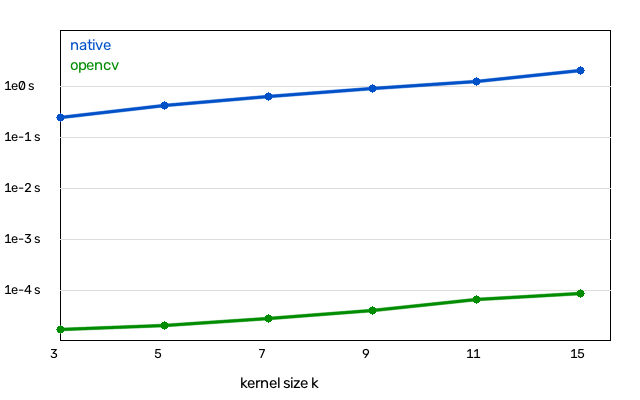 native
opencv
1e0 s
1e-1 s
1e-2 s
1e-3 s
1e-4 s
3 5 7 9 11 15
kernel size k